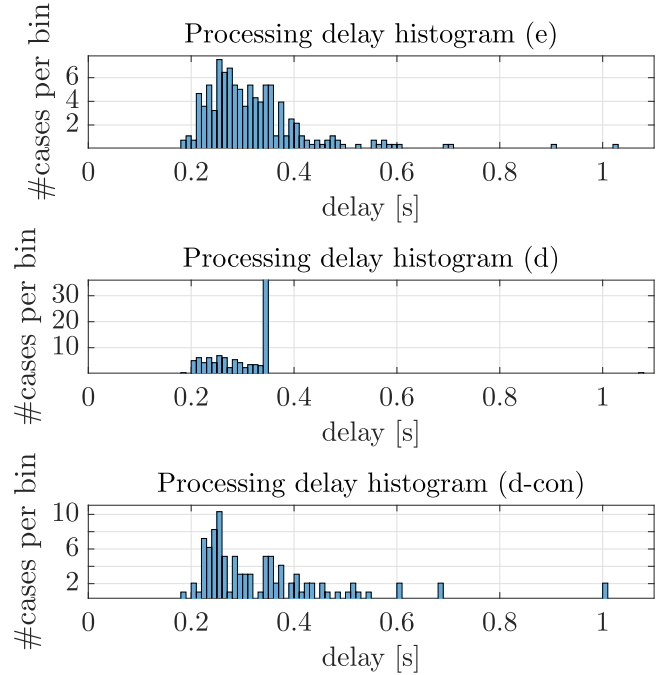 Processing delay histogram (e)
#cases per bin
6
4
2
0 0.2 0.4 0.6 0.8 1
delay [s]
Processing delay histogram (d)
#cases per bin
30
20
10
0 0.2 0.4 0.6 0.8 1
delay [s]
Processing delay histogram (d-con)
#cases per bin
10
6
2
0 0.2 0.4 0.6 0.8 1
delay [s]